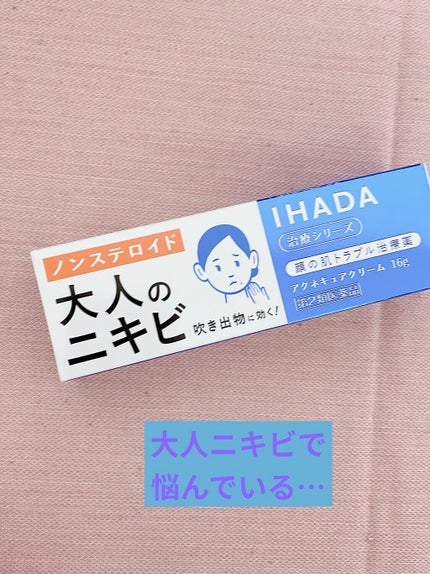 ノンステロイド
大人の
ニキビ
吹き出物に効く!
IHADA
治療シリーズ
顔の肌トラブル治療薬
アクネキュアクリーム 16g
第2類医薬品
大人ニキビで
悩んでいる…